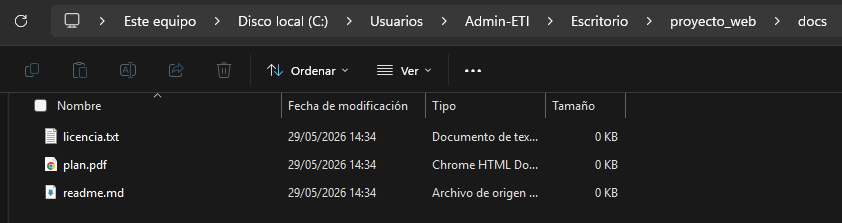 Este equipo > Disco local (C:) > Usuarios > Admin-ETI > Escritorio > proyecto_web > docs
Ordenar Ver ...
Nombre Fecha de modificación Tipo Tamaño
licencia.txt 29/05/2026 14:34 Documento de tex... 0 KB
plan.pdf 29/05/2026 14:34 Chrome HTML Do... 0 KB
readme.md 29/05/2026 14:34 Archivo de origen ... 0 KB